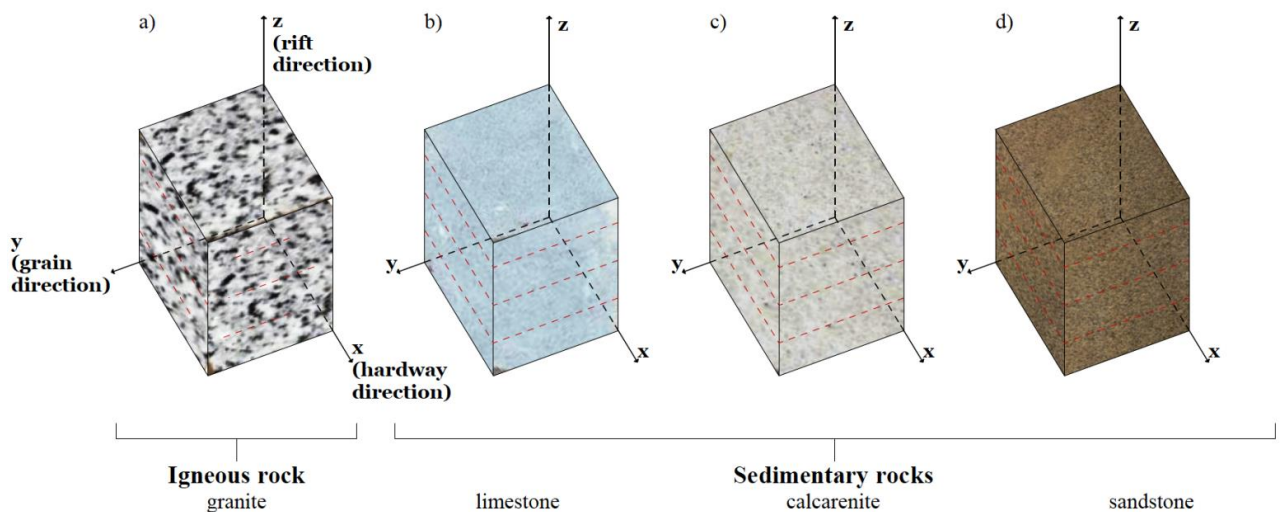 a)
z
(rift
direction)
y
(grain
direction)
x
(hardway
direction)
b)
z
y
x
c)
z
y
x
d)
z
y
x
Igneous rock
granite
Sedimentary rocks
limestone
calcarenite
sandstone